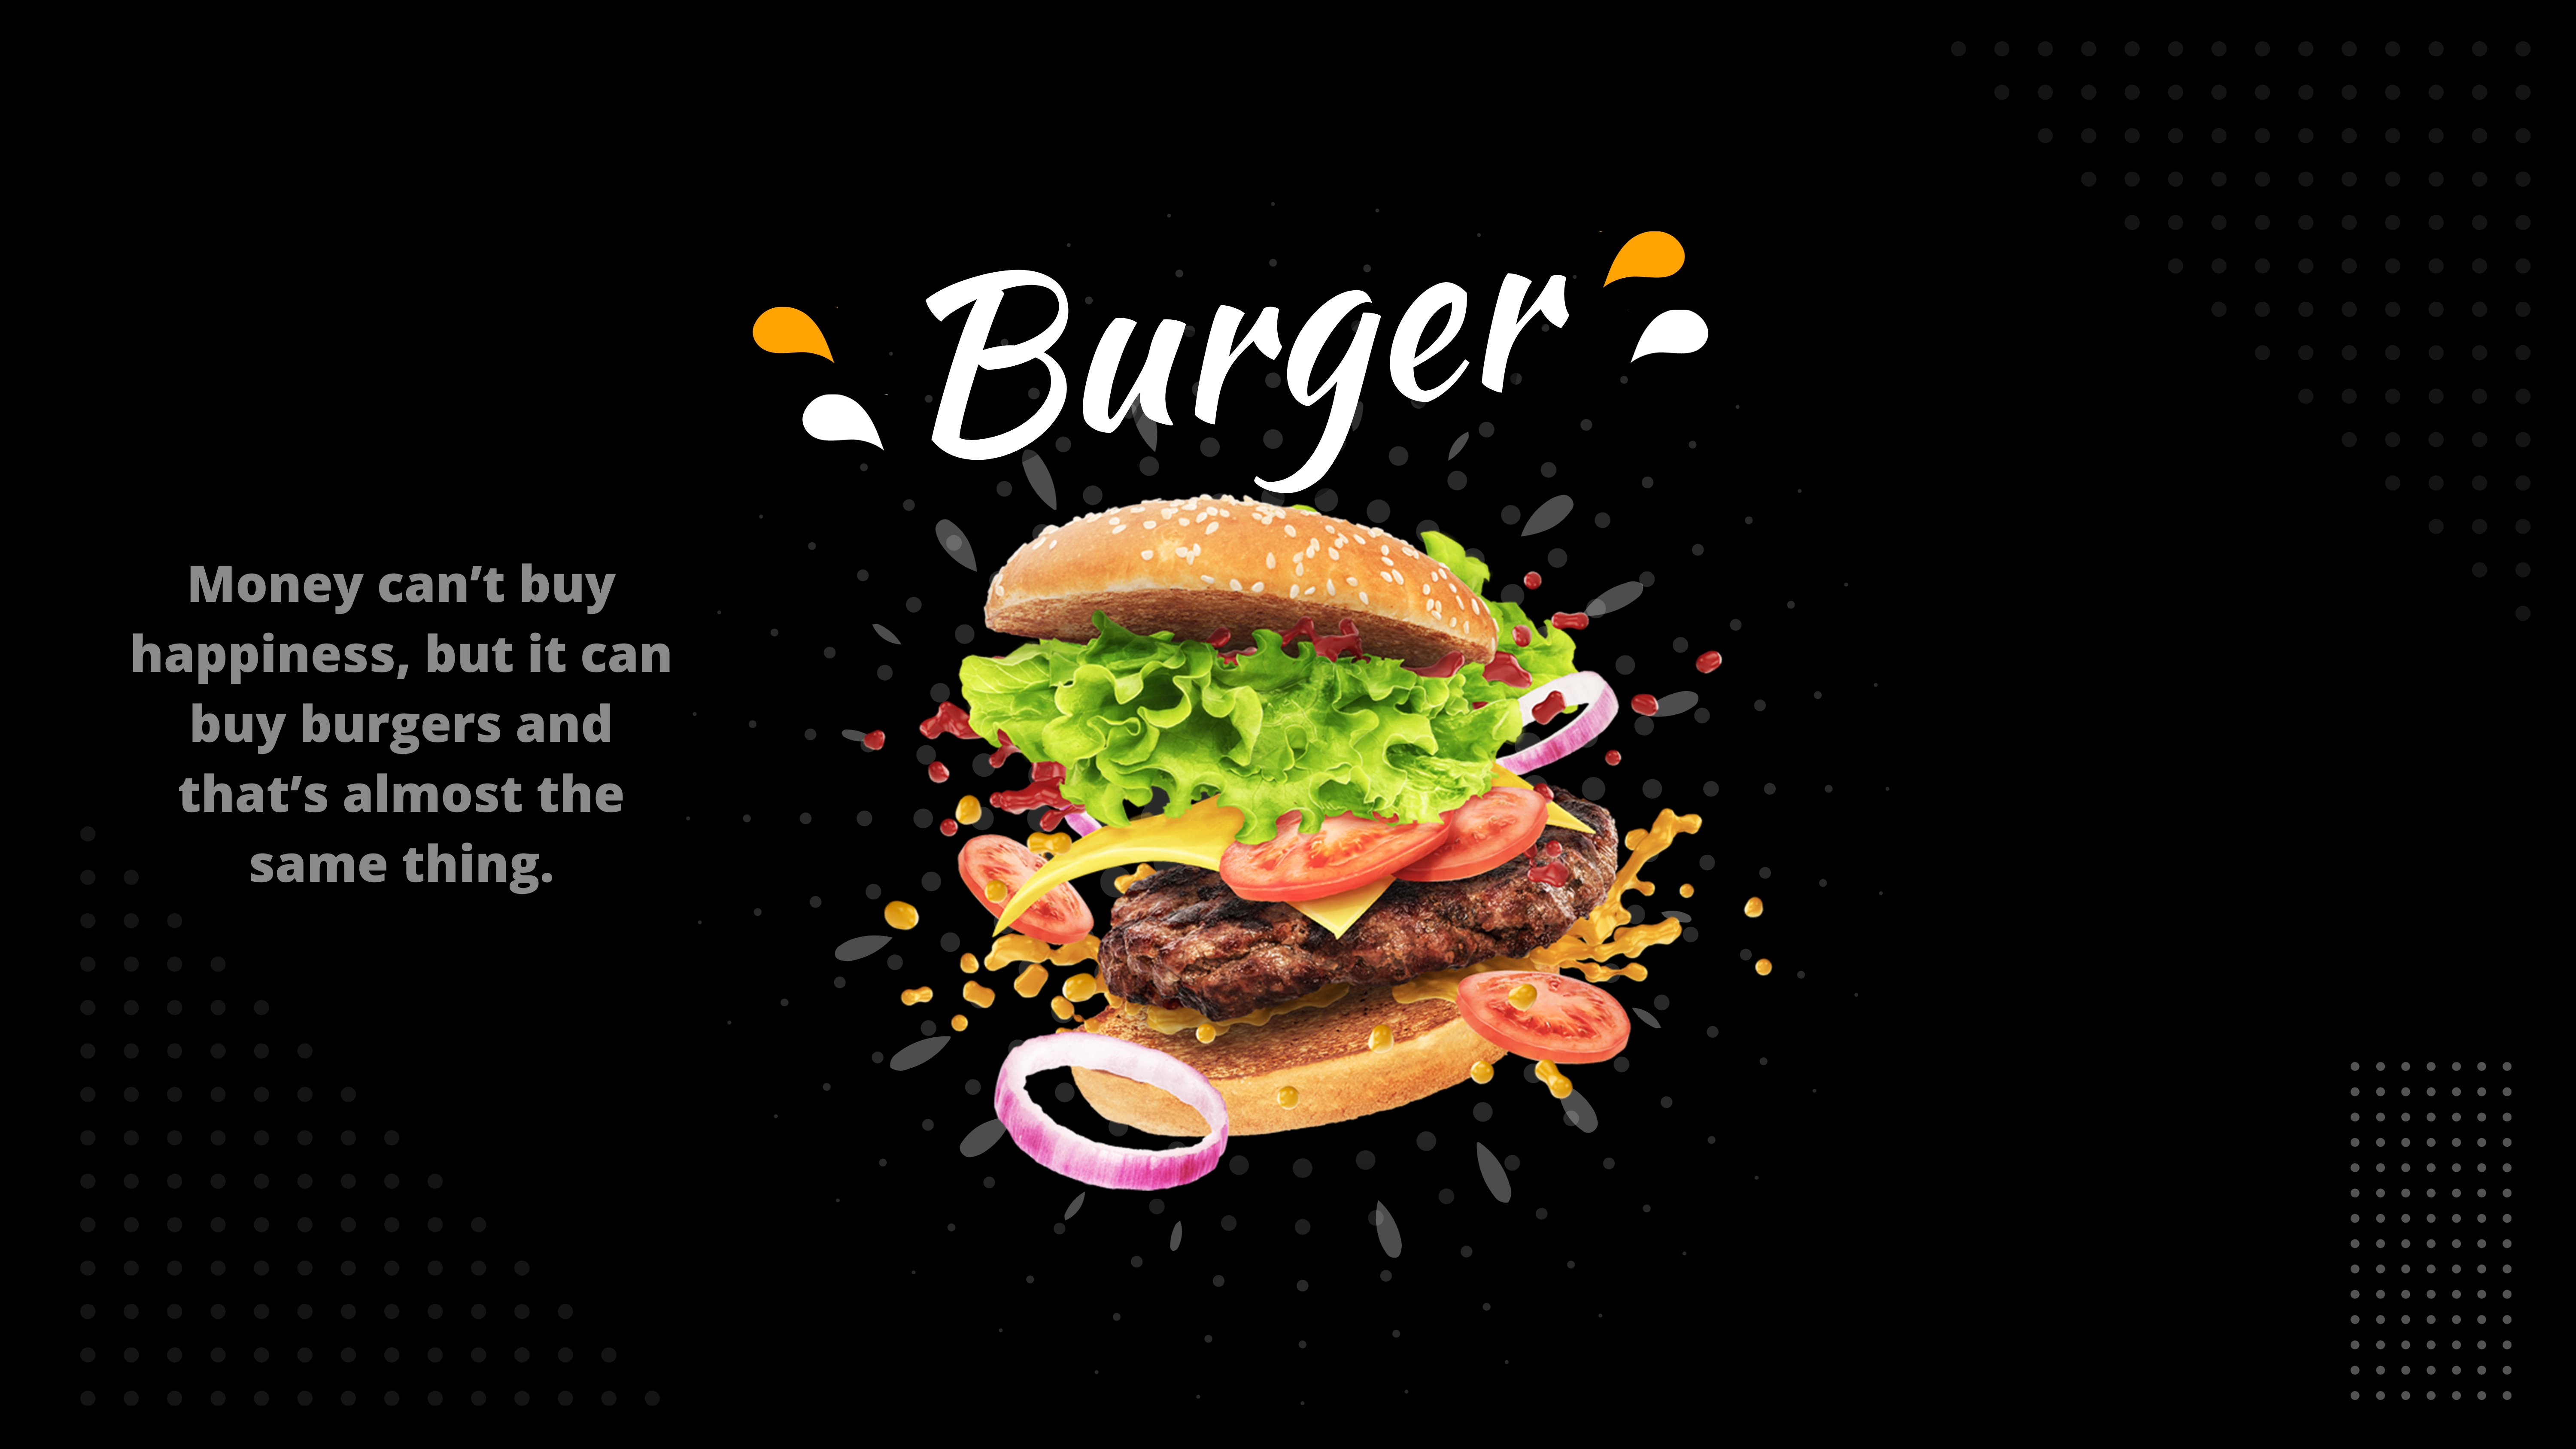 Burger
Money can’t buy
happiness, but it can
buy burgers and
that’s almost the
same thing.